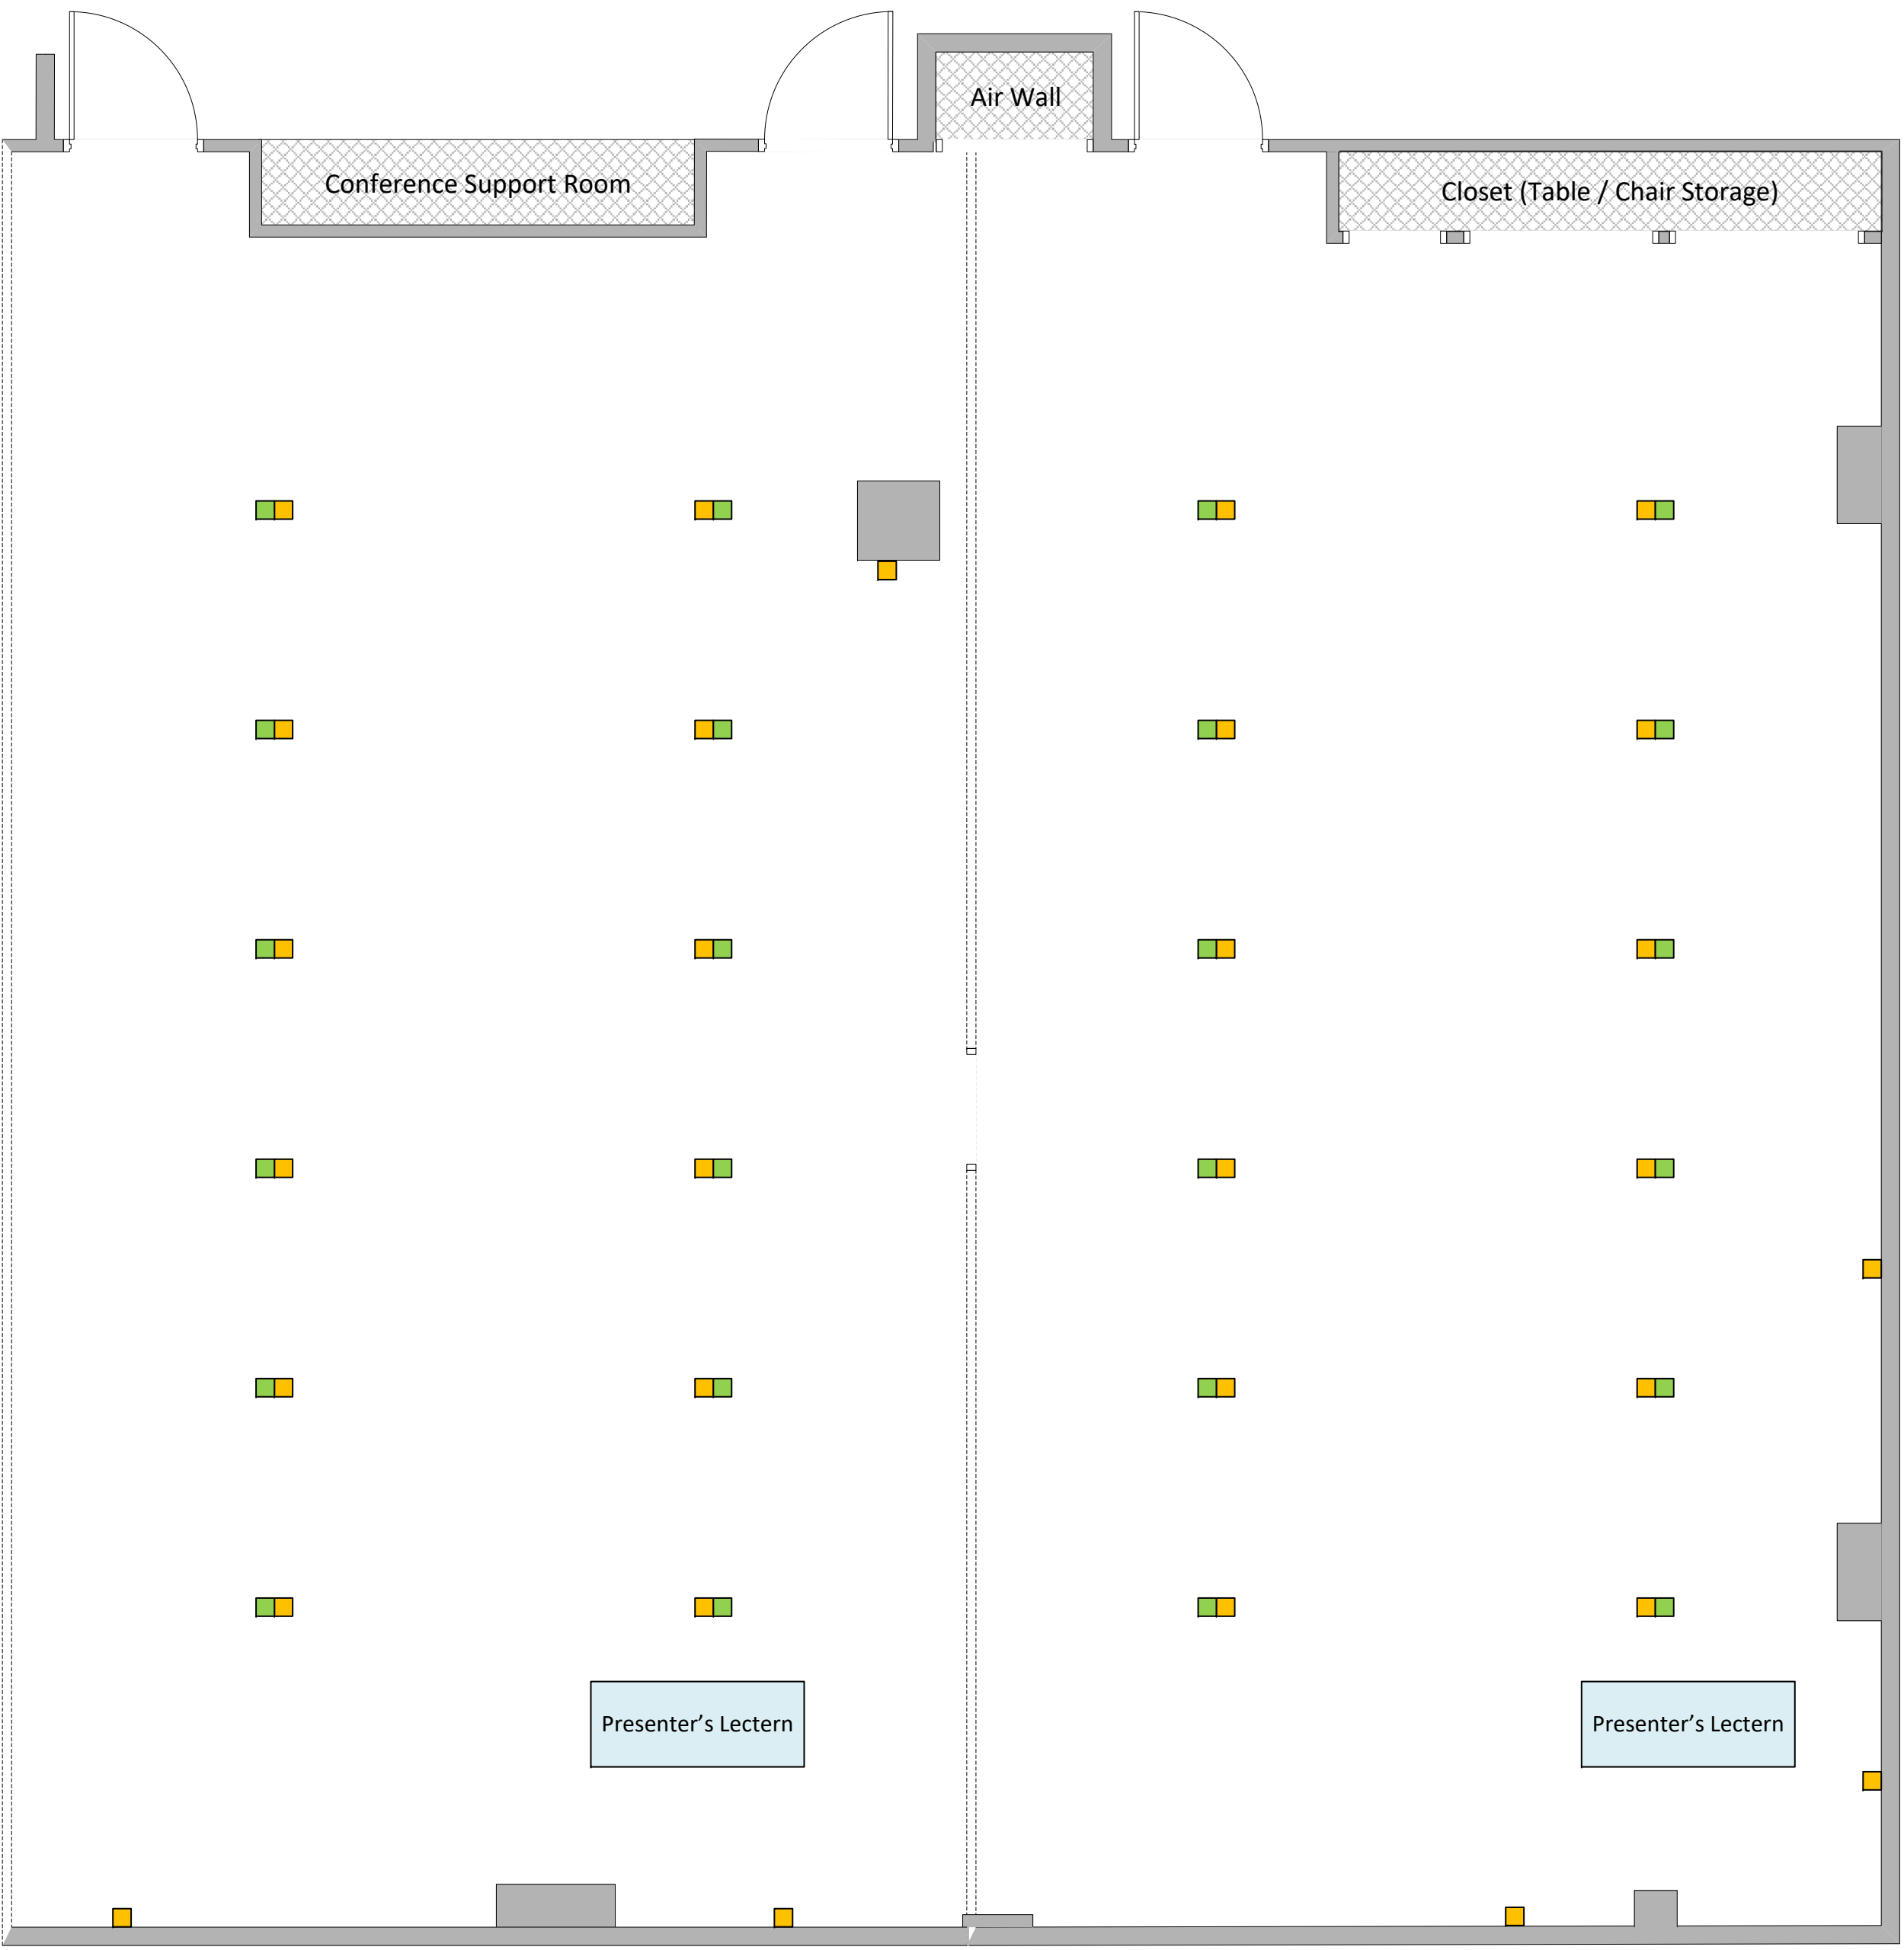 Air Wall
Conference Support Room
Closet (Table / Chair Storage)
Presenter’s Lectern
Presenter’s Lectern